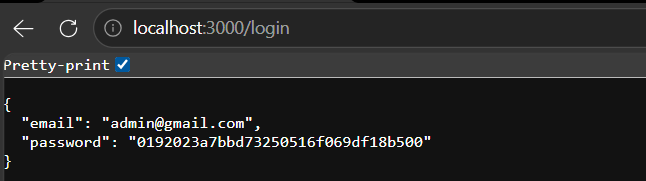 localhost:3000/login
Pretty-print
{
"email": "admin@gmail.com",
"password": "0192023a7bbd73250516f069df18b500"
}